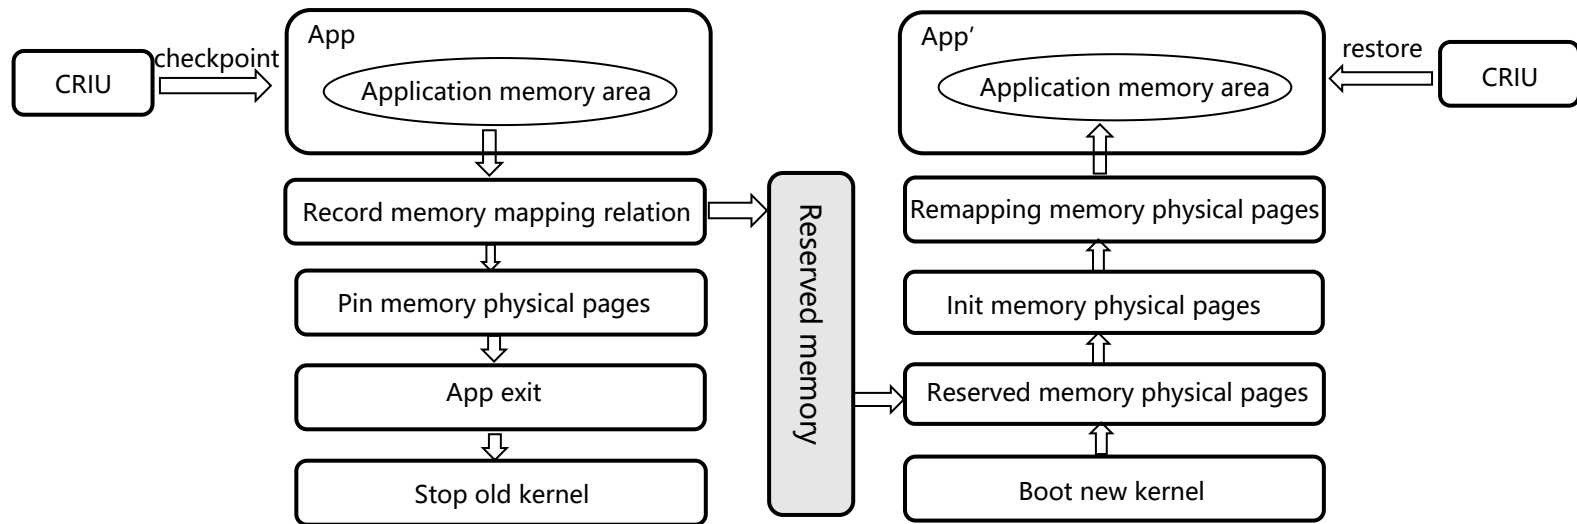 CRIU
checkpoint
App
Application memory area
Record memory mapping relation
Pin memory physical pages
App exit
Stop old kernel
Reserved memory
App’
Application memory area
restore
CRIU
Remapping memory physical pages
Init memory physical pages
Reserved memory physical pages
Boot new kernel